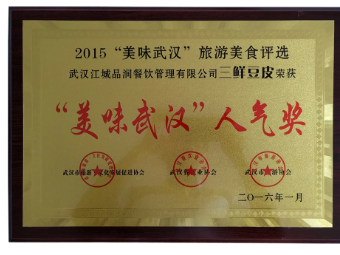 2015“美味武汉”旅游美食评选
武汉江城品润餐饮管理有限公司三鲜豆皮荣获
“美味武汉”人气奖
二〇一六年一月